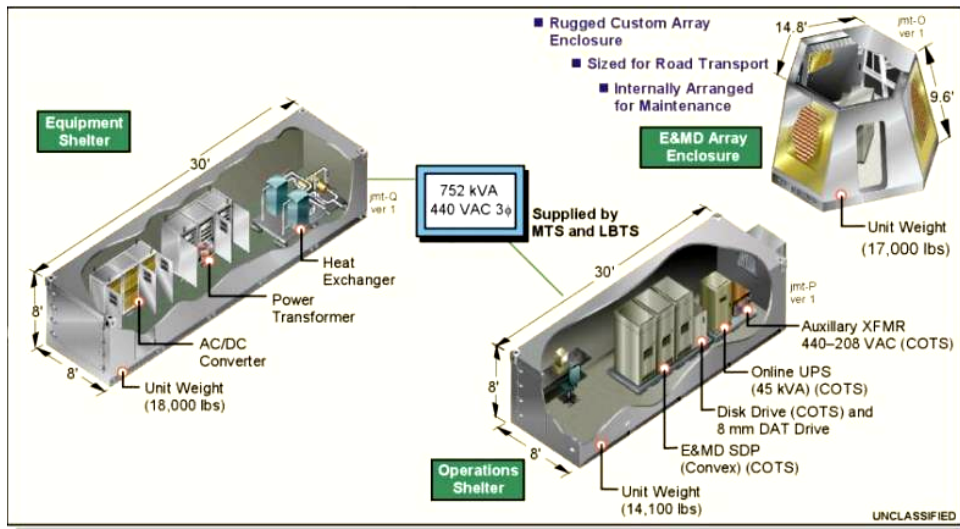 ■ Rugged Custom Array
Enclosure
■ Sized for Road Transport
■ Internally Arranged
for Maintenance
14.8'
jmt-O
ver 1
9.6'
E&MD Array
Enclosure
Unit Weight
(17,000 lbs)
Equipment
Shelter
30'
jmt-Q
ver 1
8'
8'
Heat
Exchanger
Power
Transformer
AC/DC
Converter
Unit Weight
(18,000 lbs)
752 kVA
440 VAC 3ϕ
Supplied by
MTS and LBTS
30'
jmt-P
ver 1
8'
8'
Auxillary XFMR
440–208 VAC (COTS)
Online UPS
(45 kVA) (COTS)
Disk Drive (COTS) and
8 mm DAT Drive
E&MD SDP
(Convex) (COTS)
Unit Weight
(14,100 lbs)
Operations
Shelter
UNCLASSIFIED